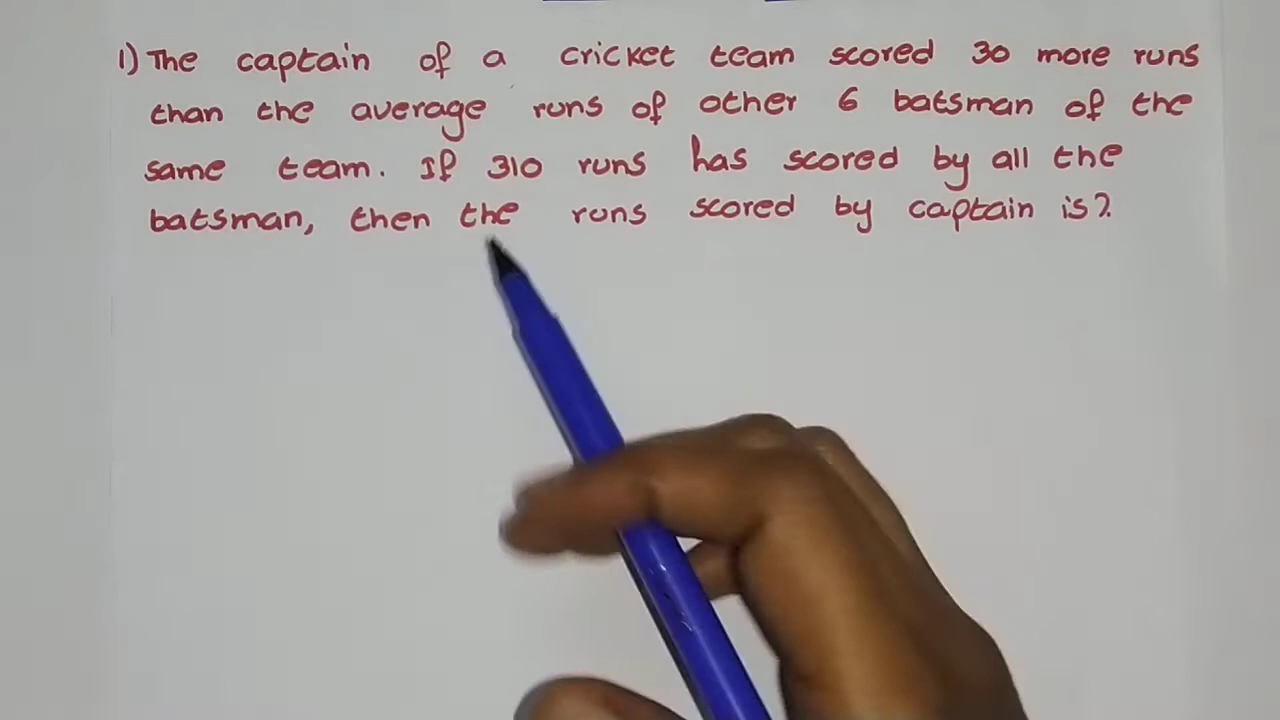 1) The captain of a cricket team scored 30 more runs
than the average runs of other 6 batsman of the
same team. If 310 runs has scored by all the
batsman, then the runs scored by captain is?